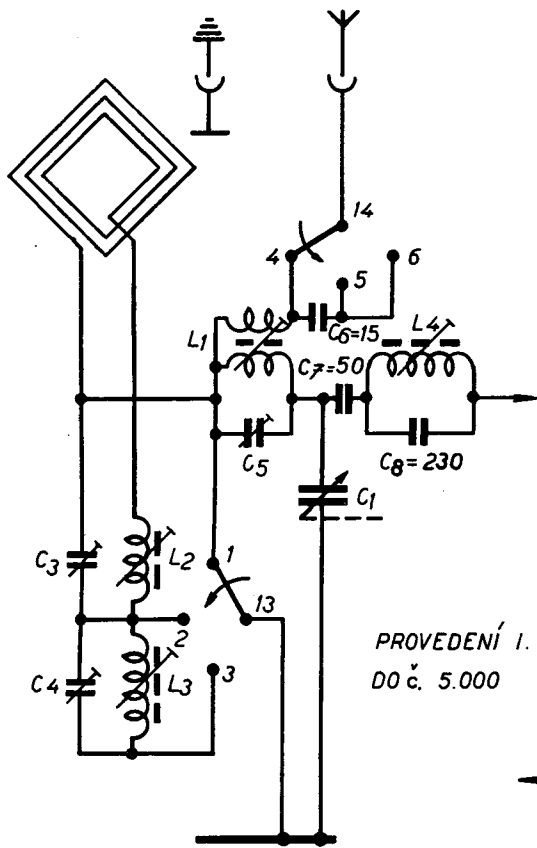 14
4
6
5
C6=15
L4
L1
C7=50
C5
C8=230
C1
C3
L2
1
13
2
C4
L3
3
PROVEDENÍ I.
DO č. 5.000